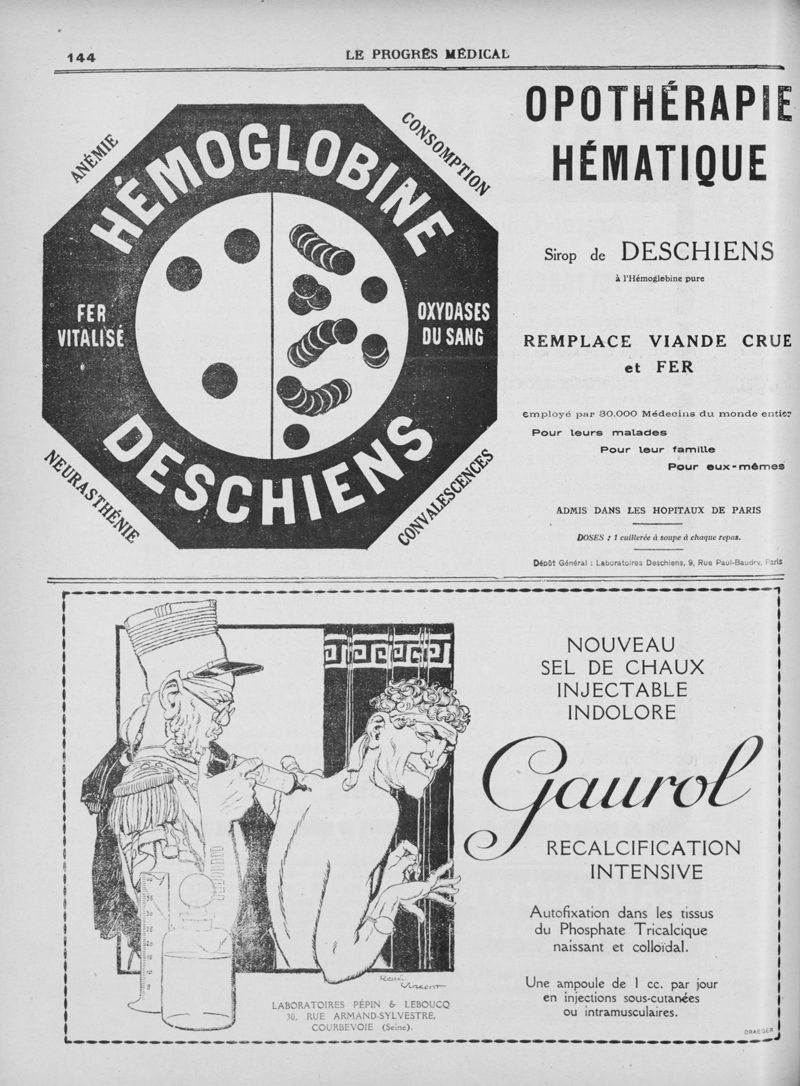 144
LE PROGRÈS MÉDICAL
ANÉMIE
CONSOMPTION
HÉMOGLOBINE
FER
VITALISÉ
OXYDASES
DU SANG
DESCHIENS
NEURASTHÉNIE
CONVALESCENCES
OPOTHÉRAPIE
HÉMATIQUE
Sirop de DESCHIENS
à l'Hémoglobine pure
REMPLACE VIANDE CRUE
et FER
employé par 30.000 Médecins du monde entier
Pour leurs malades
Pour leur famille
Pour eux-mêmes
ADMIS DANS LES HOPITAUX DE PARIS
DOSES : 1 cuillerée à soupe à chaque repas.
Dépôt Général : Laboratoires Deschiens, 9, Rue Paul-Baudry, Paris
NOUVEAU
SEL DE CHAUX
INJECTABLE
INDOLORE
Gaurol
RECALCIFICATION
INTENSIVE
Autofixation dans les tissus
du Phosphate Tricalcique
naissant et colloïdal.
Une ampoule de 1 cc. par jour
en injections sous-cutanées
ou intramusculaires.
René
Vincent
LABORATOIRES PÉPIN & LEBOUCQ
30, RUE ARMAND-SYLVESTRE,
COURBEVOIE (Seine).
DRAEGER